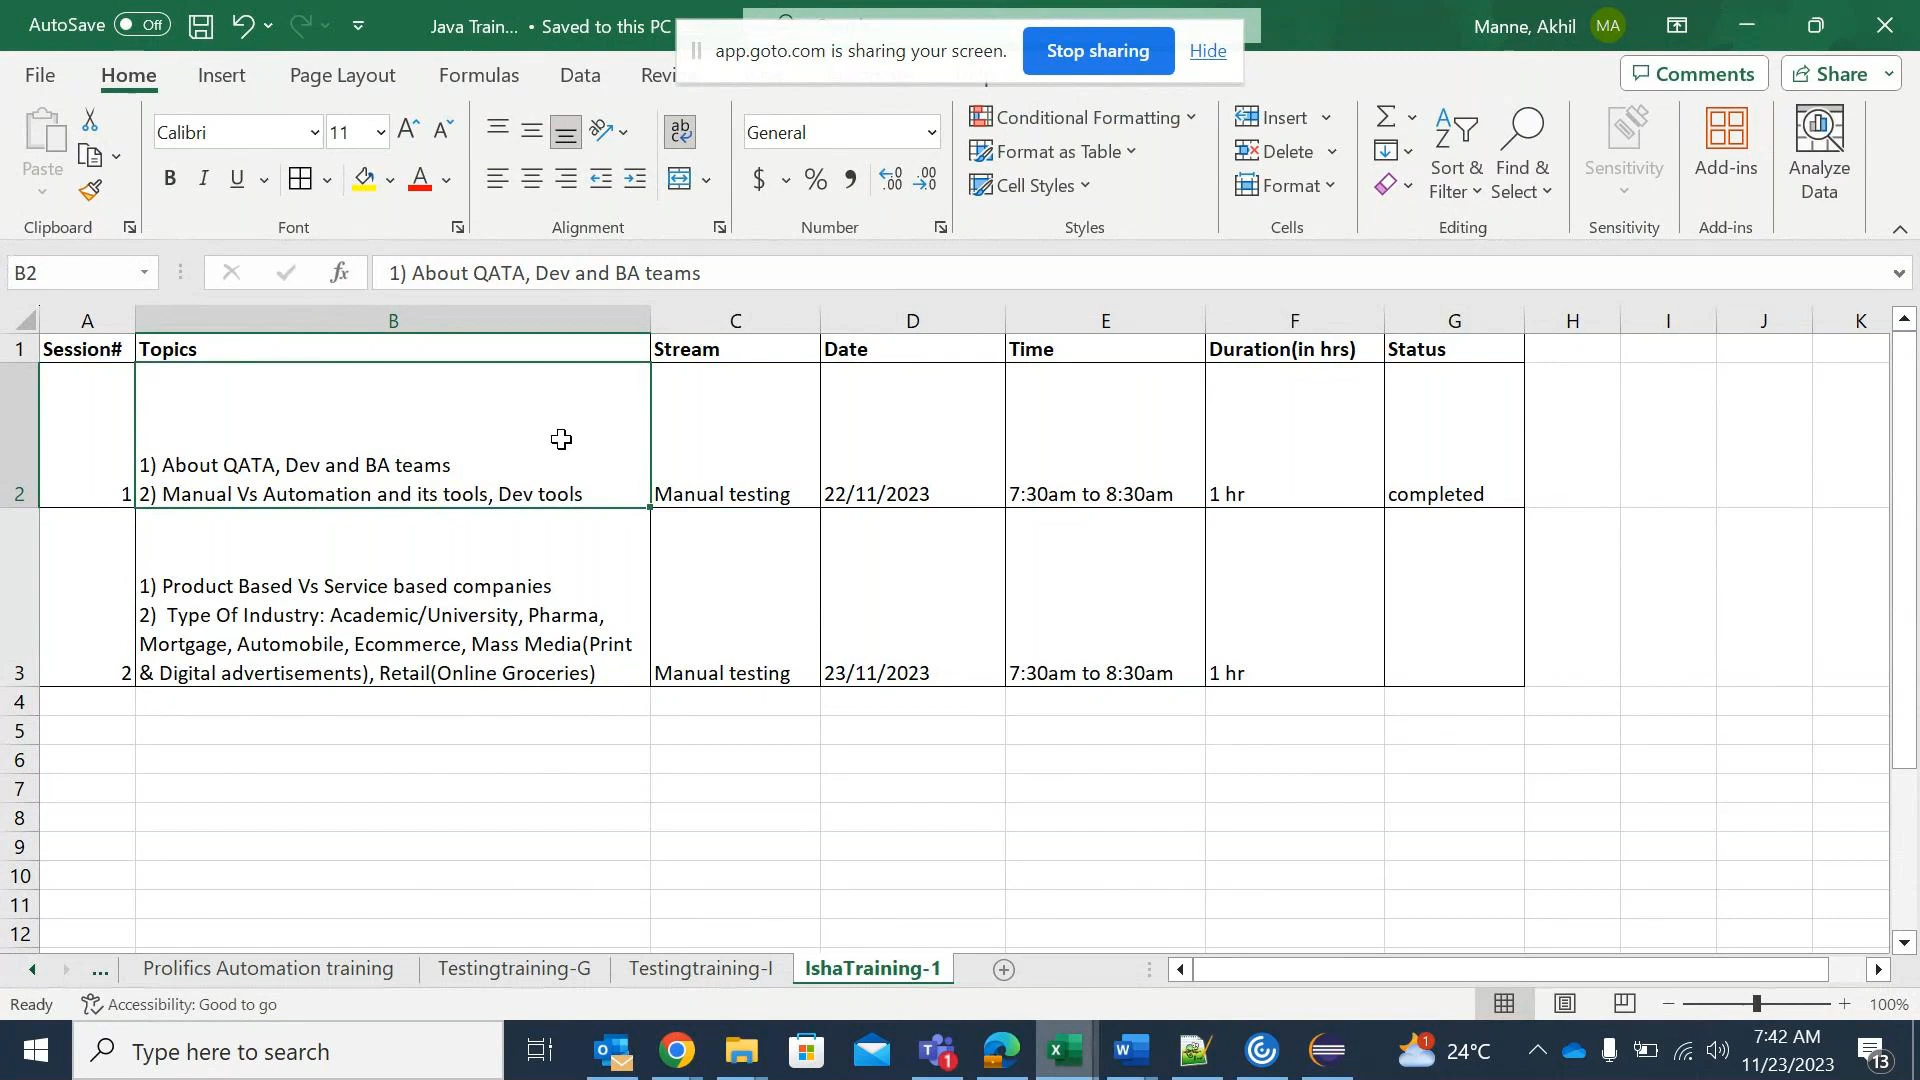 AutoSave Off Java Train... • Saved to this PC Manne, Akhil MA
app.goto.com is sharing your screen. Stop sharing Hide
File Home Insert Page Layout Formulas Data Comments Share
Paste Calibri 11 ab General Conditional Formatting Format as Table Cell Styles Insert Delete Format Sort & Filter Find & Select Sensitivity Add-ins Analyze Data
Clipboard Font Alignment Number Styles Cells Editing Sensitivity Add-ins
B2 fx 1) About QATA, Dev and BA teams
A B C D E F G H I J K
1 Session# Topics Stream Date Time Duration(in hrs) Status
1) About QATA, Dev and BA teams
2 1 2) Manual Vs Automation and its tools, Dev tools Manual testing 22/11/2023 7:30am to 8:30am 1 hr completed
1) Product Based Vs Service based companies
2) Type Of Industry: Academic/University, Pharma,
Mortgage, Automobile, Ecommerce, Mass Media(Print
3 2 & Digital advertisements), Retail(Online Groceries) Manual testing 23/11/2023 7:30am to 8:30am 1 hr
4
5
6
7
8
9
10
11
12
... Prolifics Automation training Testingtraining-G Testingtraining-I IshaTraining-1
Ready Accessibility: Good to go 100%
Type here to search 1 1 24°C 7:42 AM
11/23/2023 13